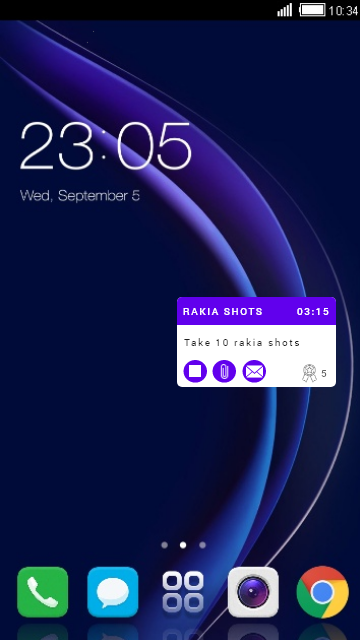 10:34
23:05
Wed, September 5
RAKIA SHOTS 03:15
Take 10 rakia shots
5